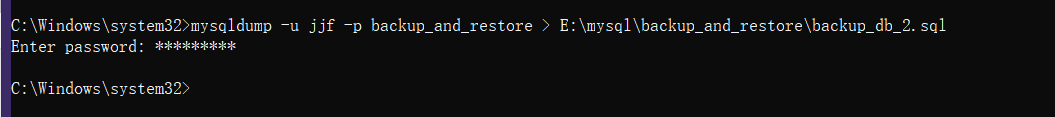 C:\Windows\system32>mysqldump -u jjf -p backup_and_restore > E:\mysql\backup_and_restore\backup_db_2.sql
Enter password: *********
C:\Windows\system32>